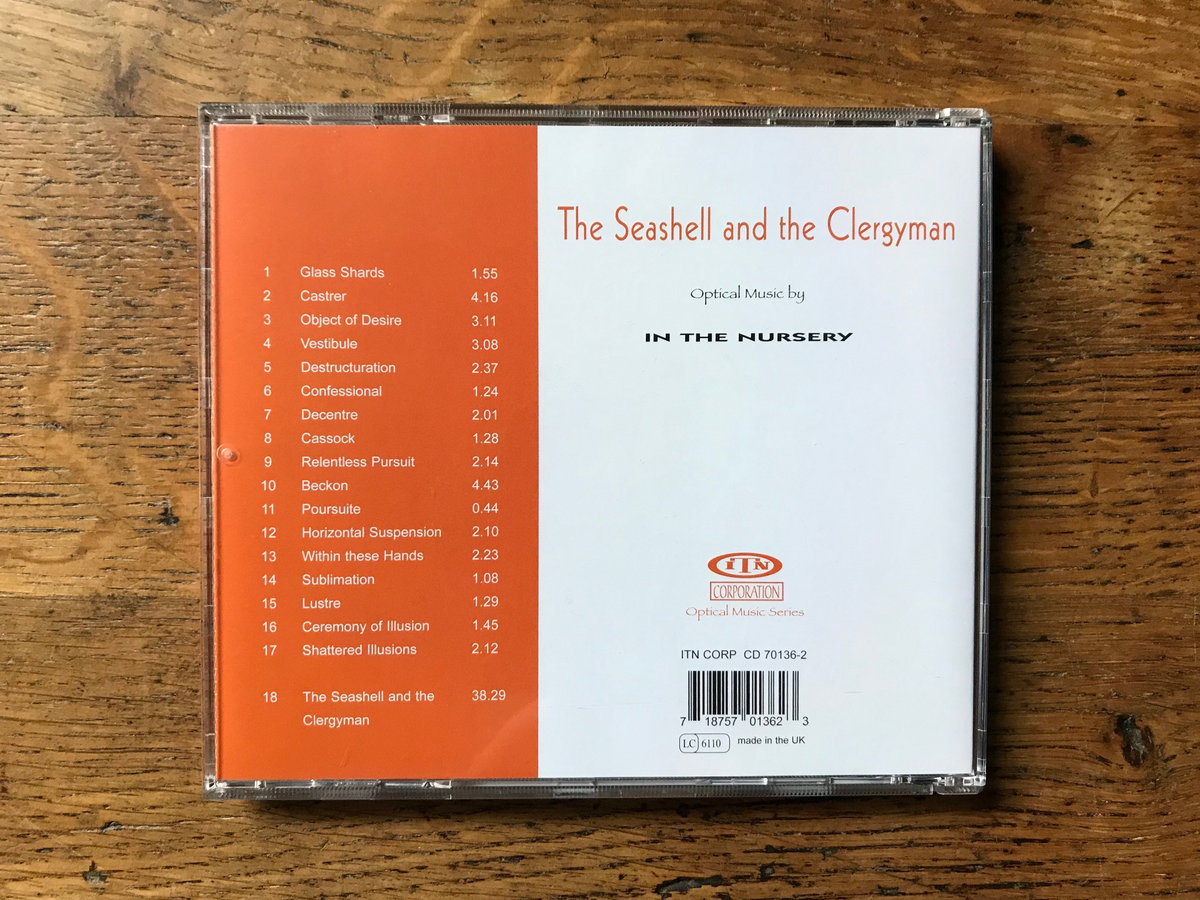 1 Glass Shards 1.55
2 Castrer 4.16
3 Object of Desire 3.11
4 Vestibule 3.08
5 Destructuration 2.37
6 Confessional 1.24
7 Decentre 2.01
8 Cassock 1.28
9 Relentless Pursuit 2.14
10 Beckon 4.43
11 Poursuite 0.44
12 Horizontal Suspension 2.10
13 Within these Hands 2.23
14 Sublimation 1.08
15 Lustre 1.29
16 Ceremony of Illusion 1.45
17 Shattered Illusions 2.12
18 The Seashell and the 38.29
Clergyman
The Seashell and the Clergyman
Optical Music by
IN THE NURSERY
ITN
CORPORATION
Optical Music Series
ITN CORP CD 70136-2
7 18757 01362 3
LC 6110 made in the UK